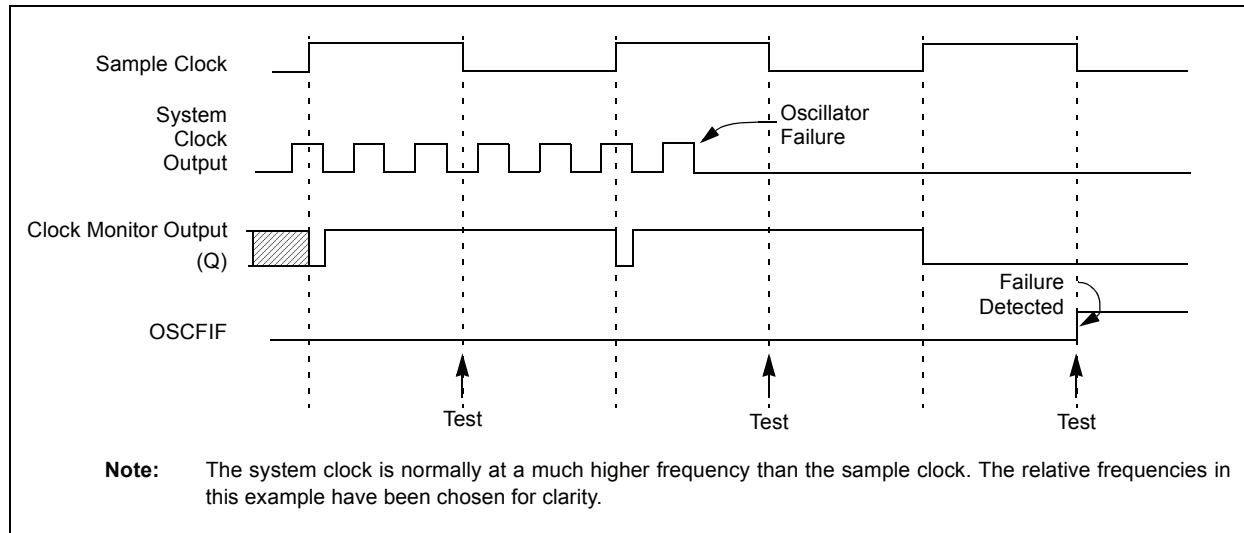 Sample Clock
System
Clock
Output
Oscillator
Failure
Clock Monitor Output
(Q)
Failure
Detected
OSCFIF
Test
Test
Test
Note: The system clock is normally at a much higher frequency than the sample clock. The relative frequencies in
this example have been chosen for clarity.